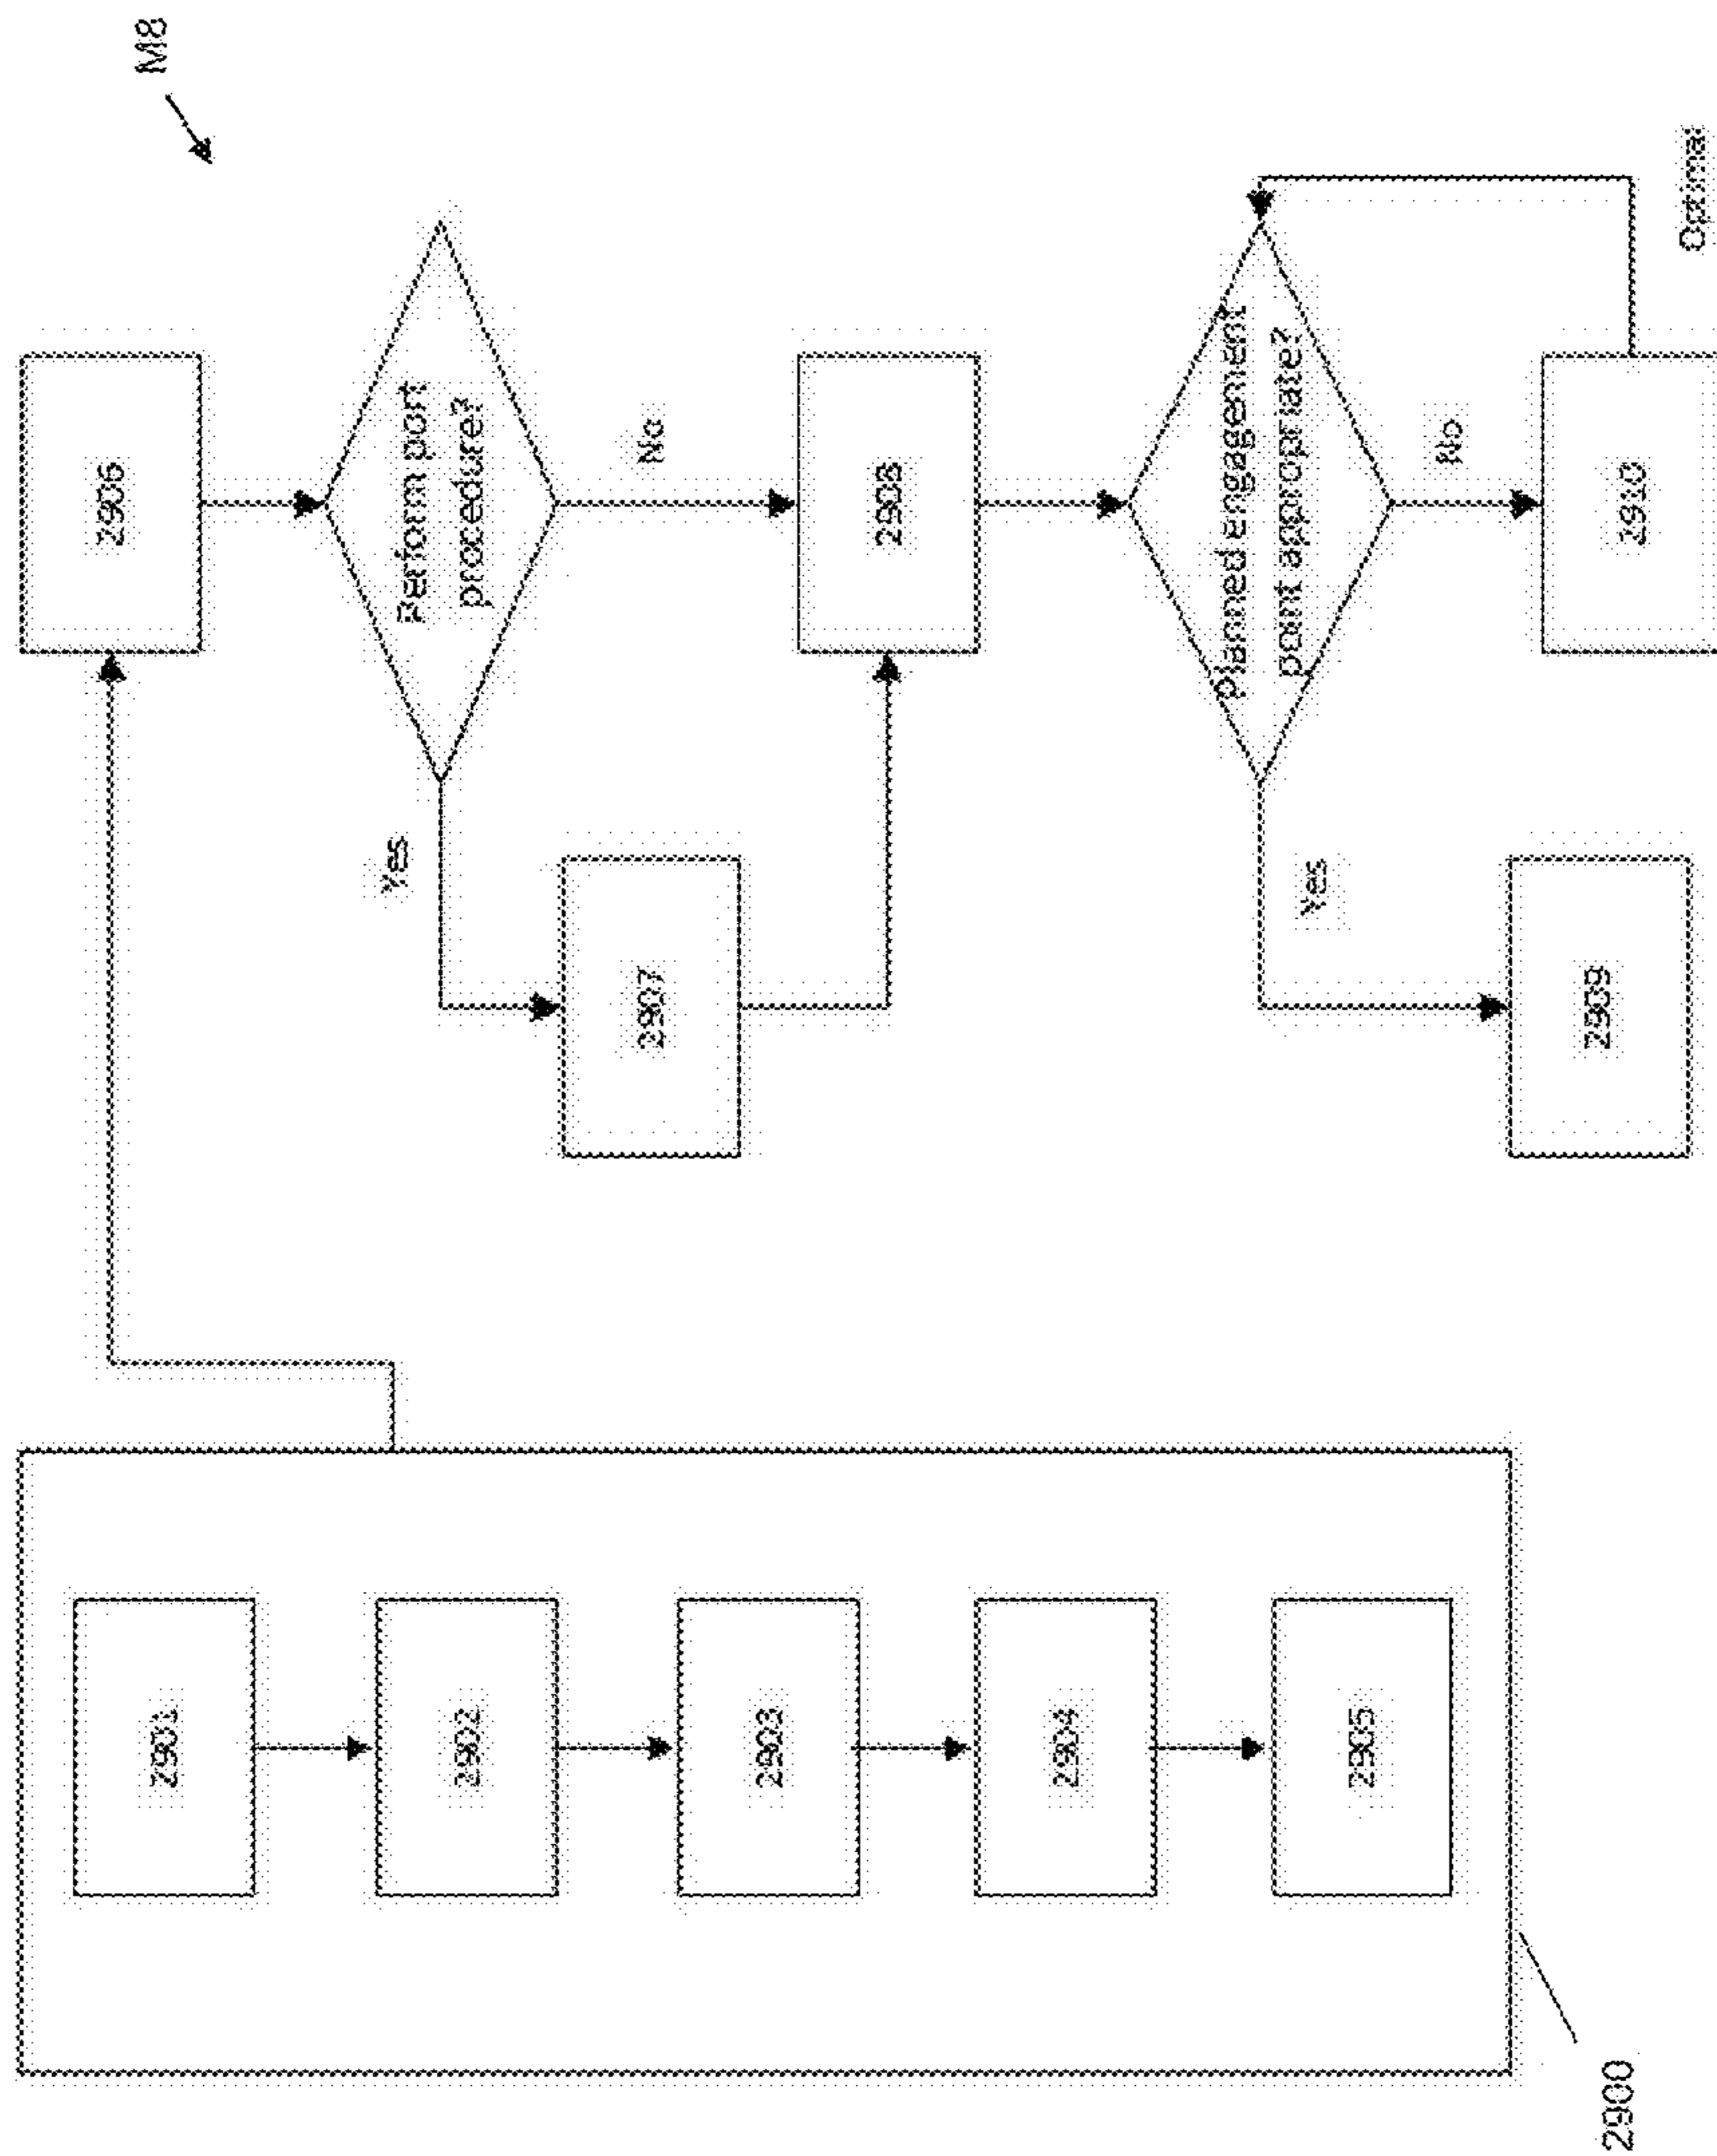 M8
2906
Perform port
procedure?
Yes
No
2907
2908
planned engagement
point appropriate?
Yes
No
2909
2910
2901
2902
2903
2904
2905
2900